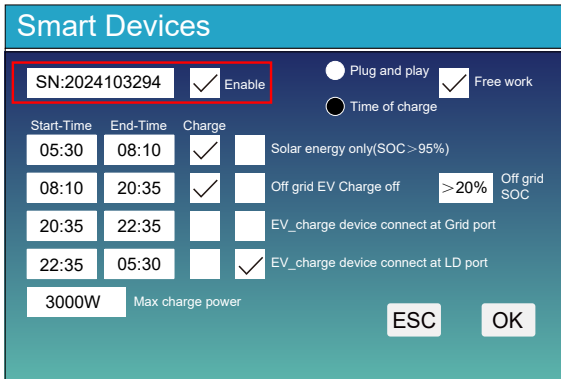 Smart Devices
SN:2024103294 Enable
Plug and play
Free work
Time of charge
Start-Time End-Time Charge
05:30 08:10 Solar energy only(SOC＞95%)
08:10 20:35 Off grid EV Charge off ＞20% Off grid SOC
20:35 22:35 EV_charge device connect at Grid port
22:35 05:30 EV_charge device connect at LD port
3000W Max charge power
ESC OK